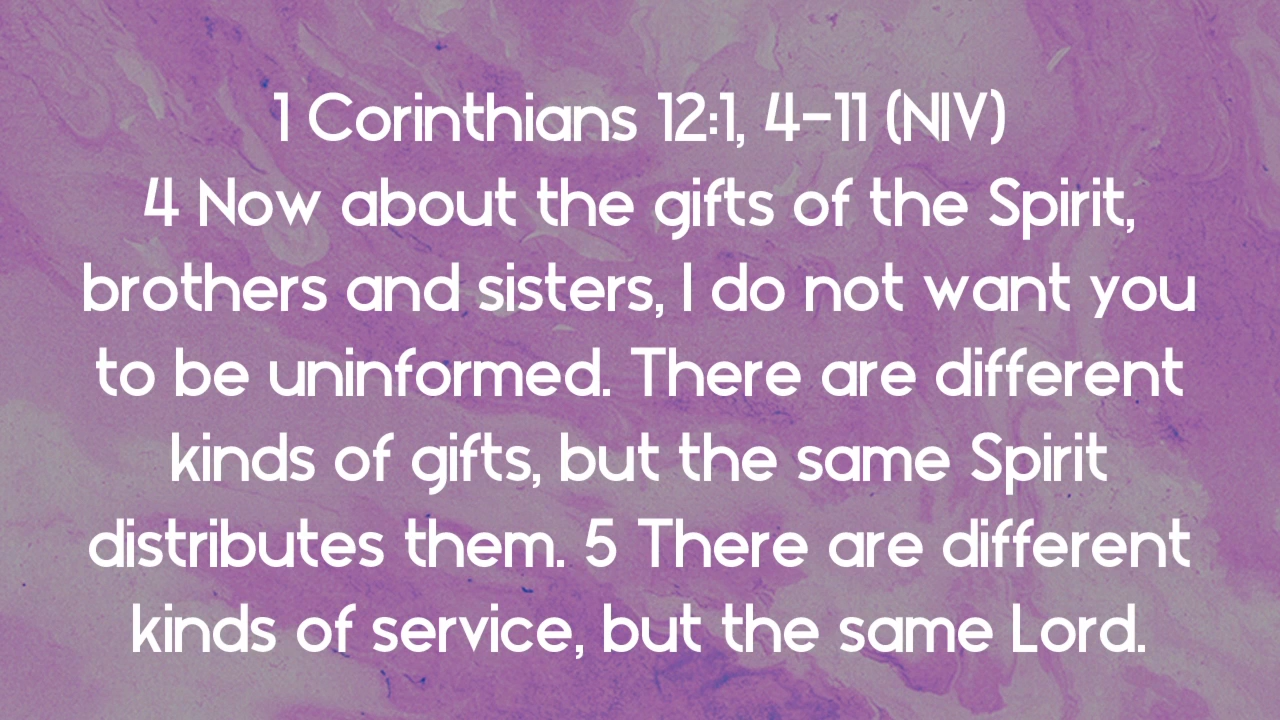 1 Corinthians 12:1, 4-11 (NIV)
4 Now about the gifts of the Spirit,
brothers and sisters, I do not want you
to be uninformed. There are different
kinds of gifts, but the same Spirit
distributes them. 5 There are different
kinds of service, but the same Lord.